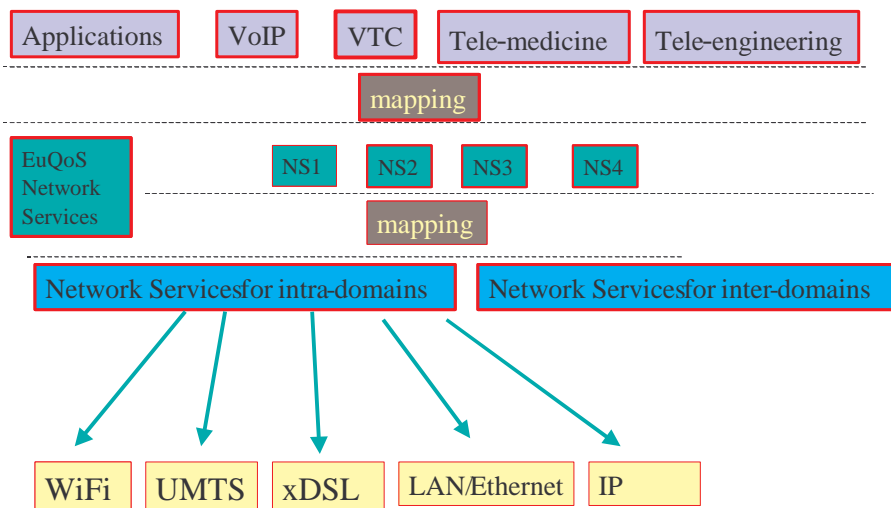 Applications
VoIP
VTC
Tele-medicine
Tele-engineering
mapping
EuQoS
Network
Services
NS1
NS2
NS3
NS4
mapping
Network Servicesfor intra-domains
Network Servicesfor inter-domains
WiFi
UMTS
xDSL
LAN/Ethernet
IP